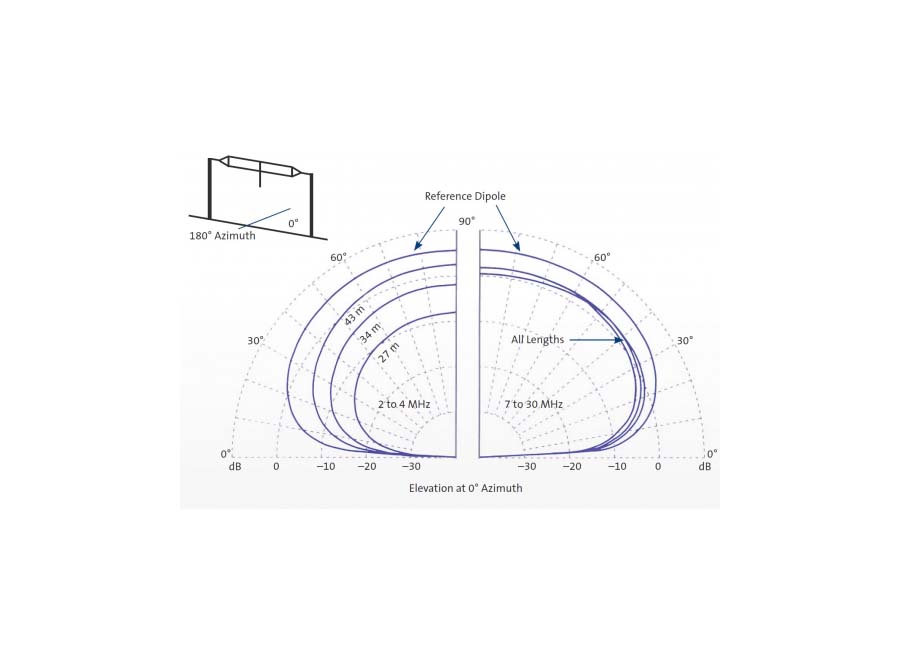 Reference Dipole
90°
0°
180° Azimuth
60°
60°
43 m
34 m
27 m
30°
All Lengths
30°
2 to 4 MHz
7 to 30 MHz
0°
0°
dB
0
−10
−20
−30
−30
−20
−10
0
dB
Elevation at 0° Azimuth